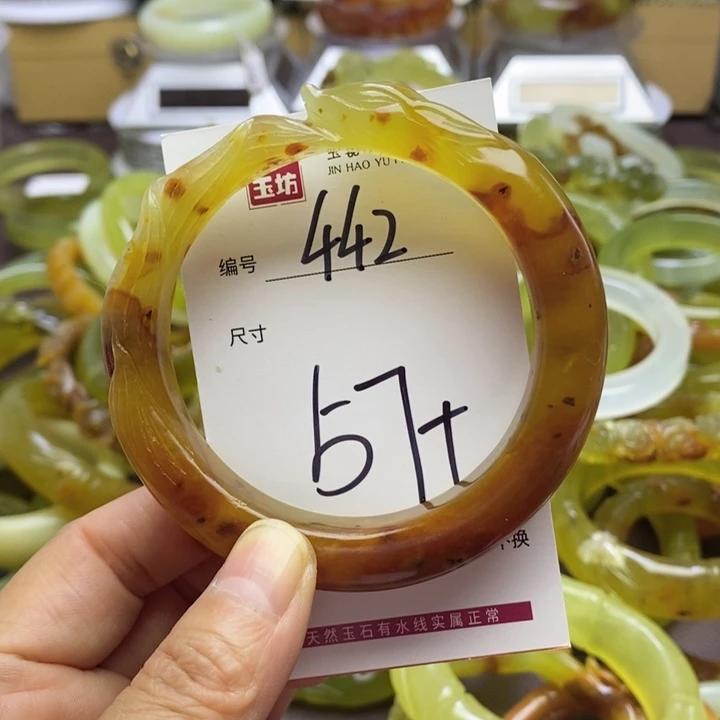 玉坊
JIN HAO YU
编号 442
尺寸
57+
不换
天然玉石有水线实属正常